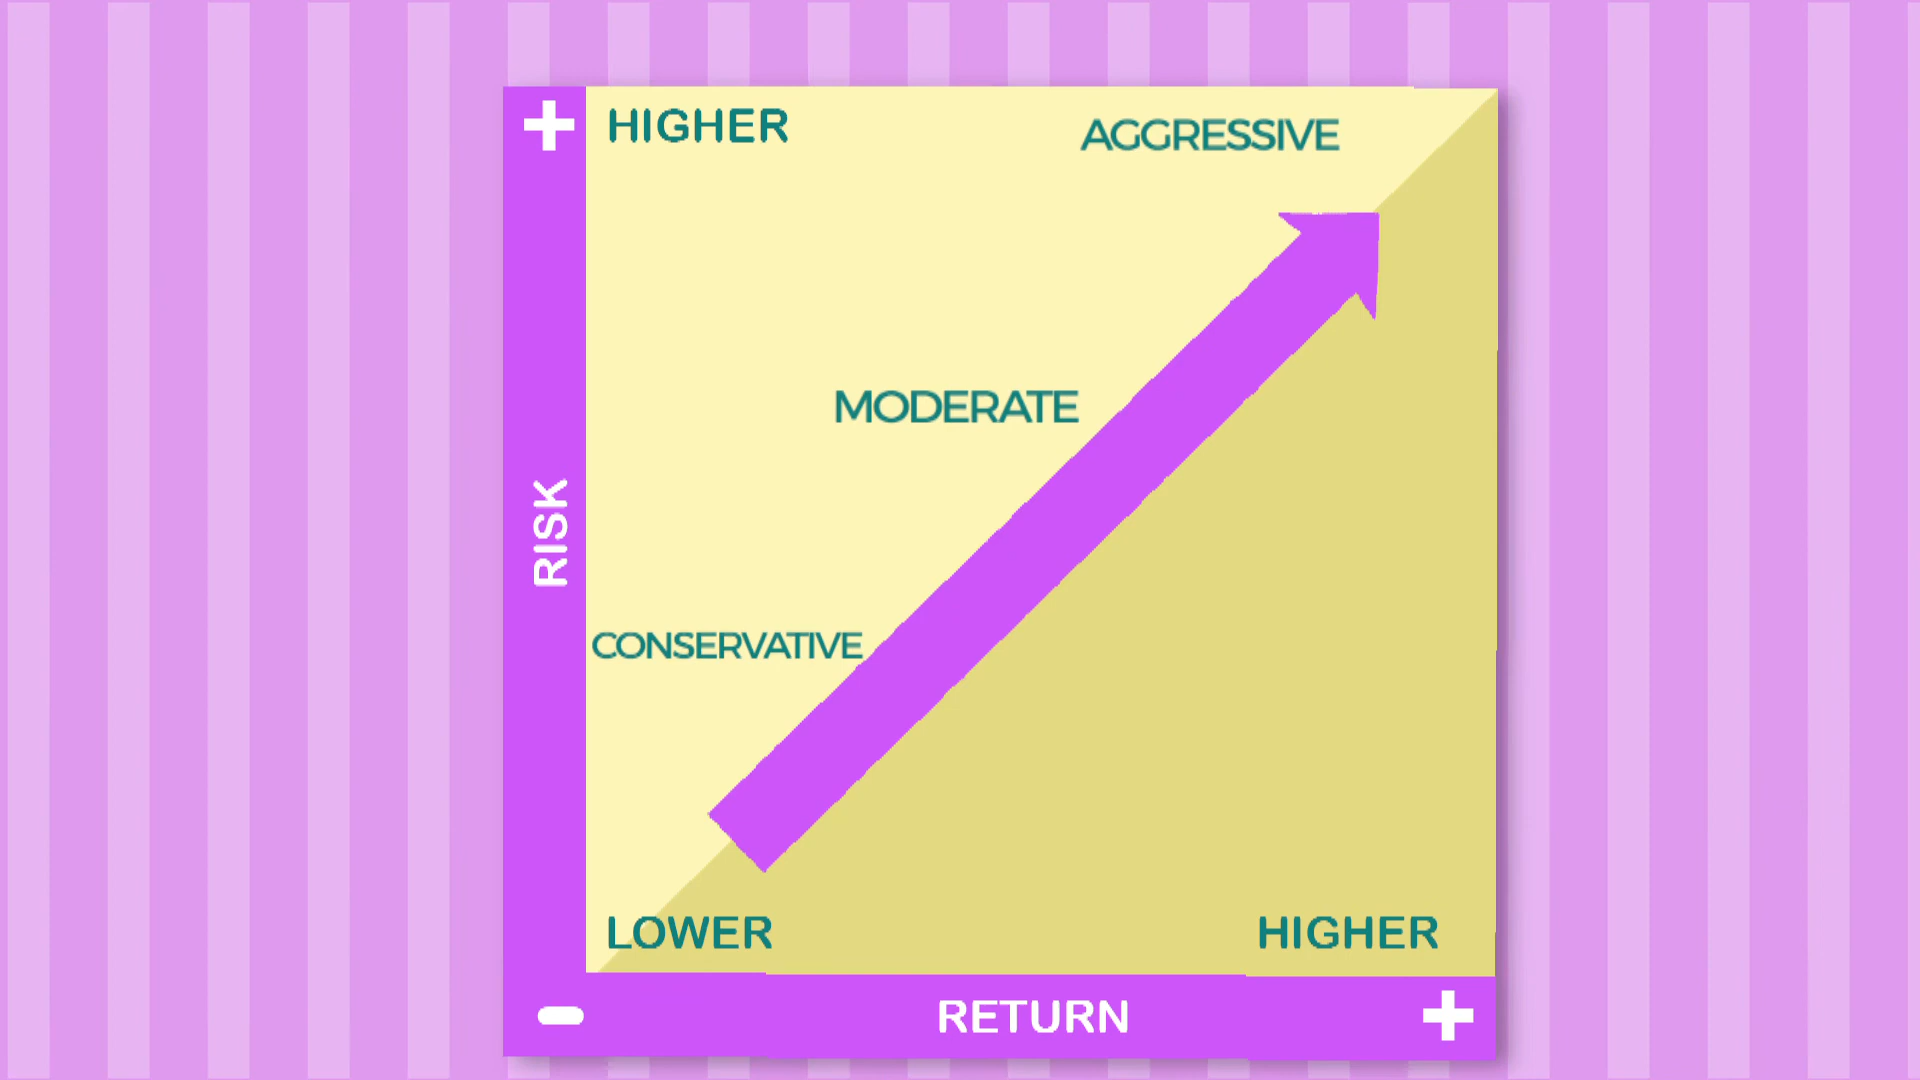 HIGHER
AGGRESSIVE
MODERATE
RISK
CONSERVATIVE
LOWER
HIGHER
RETURN